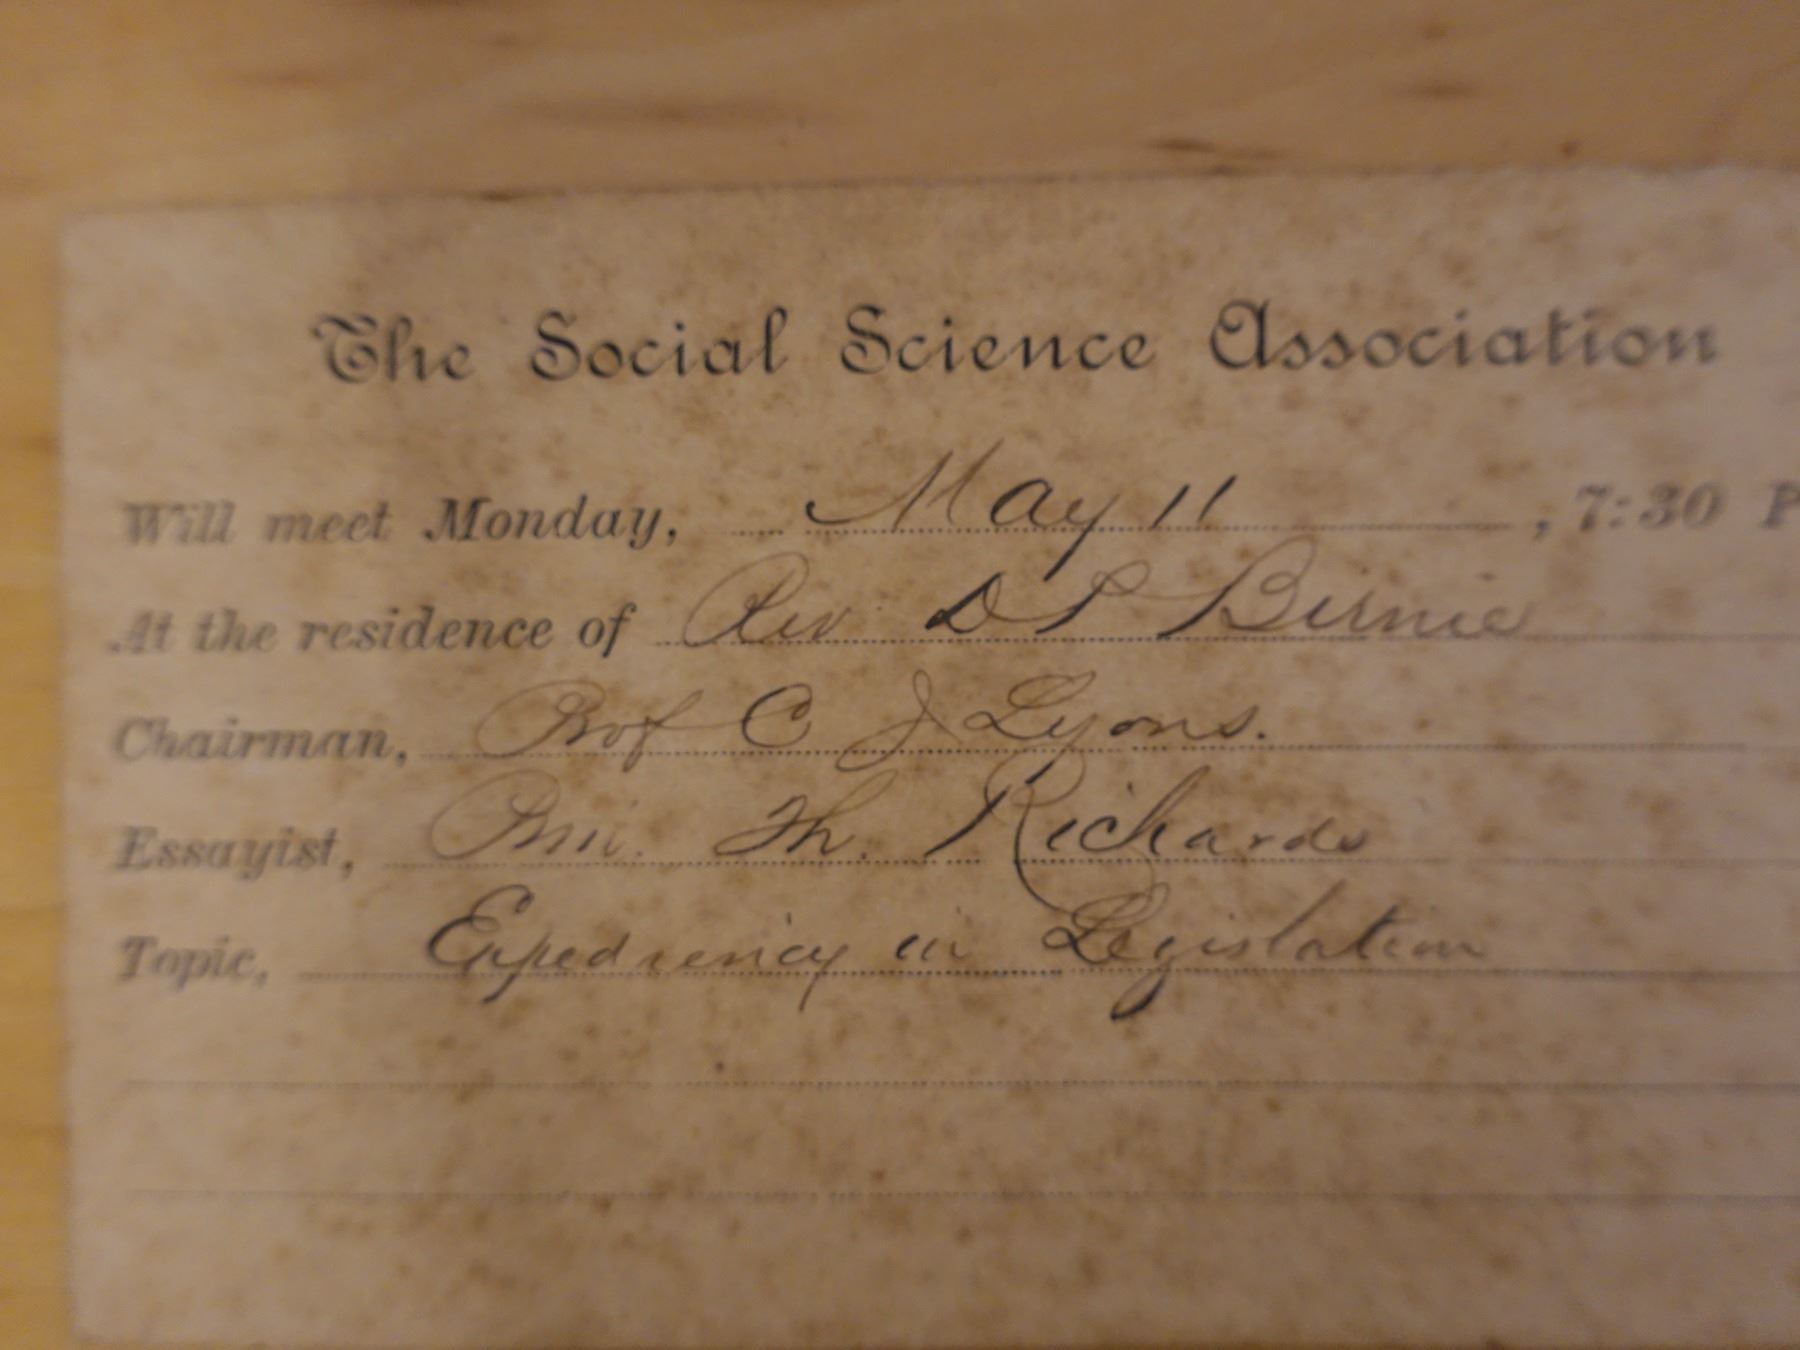 The Social Science Association
Will meet Monday, May 11, 7:30 P
At the residence of Rev D P Birnie
Chairman, Prof C J Lyons.
Essayist, Prin. Th. Richards
Topic, Expediency in Legislation